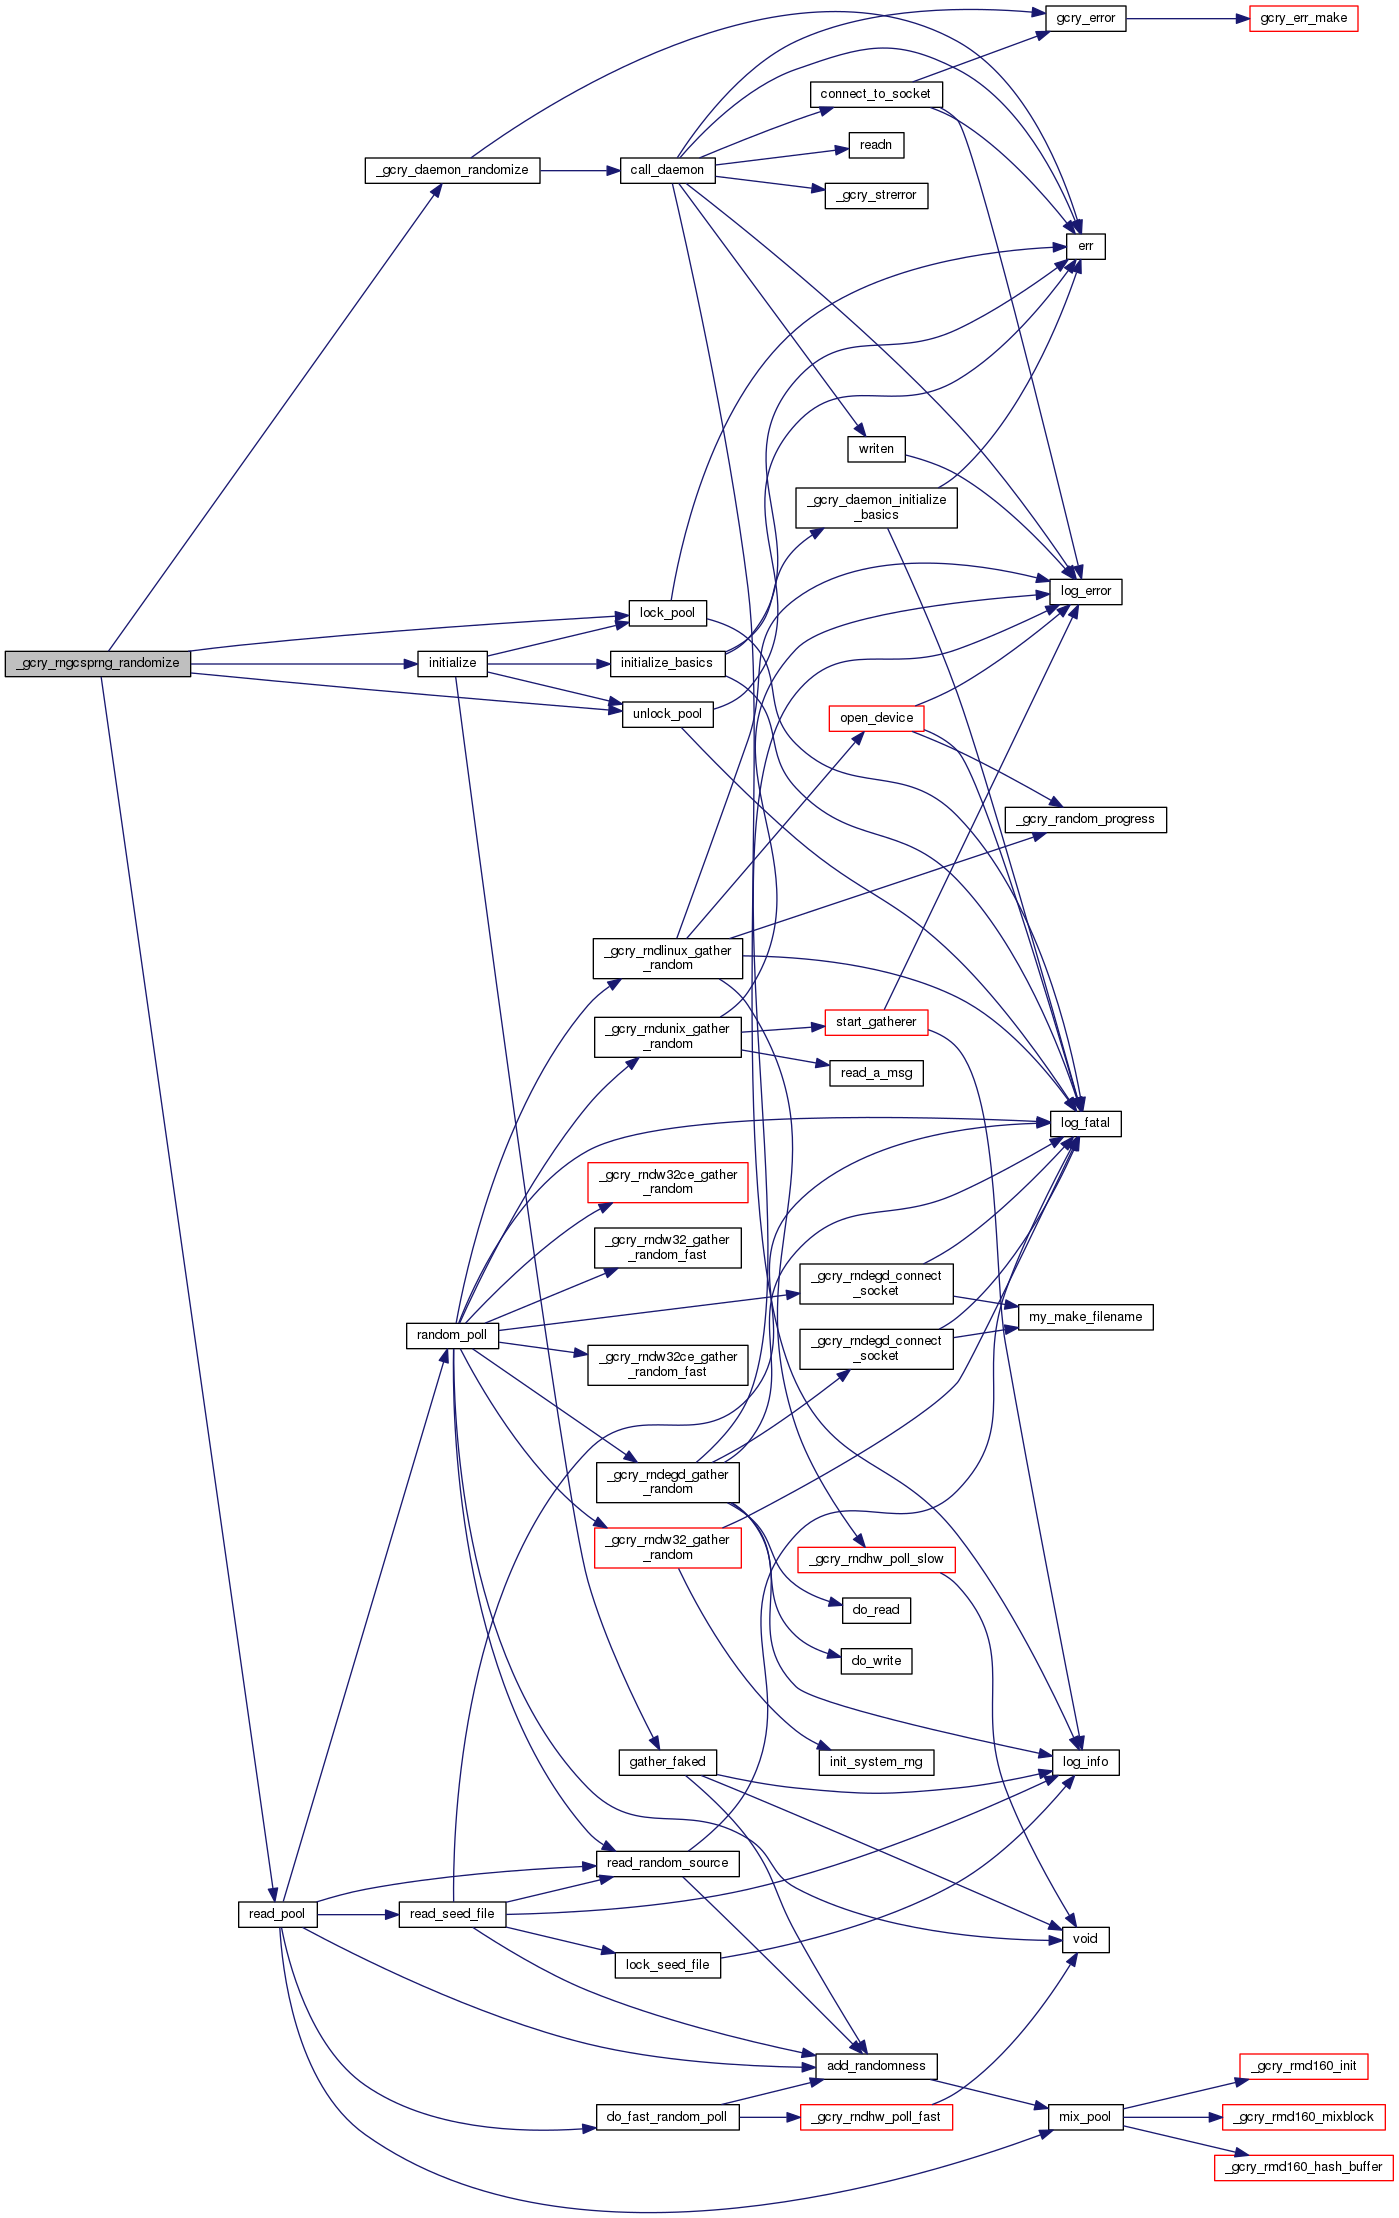 gcry_error
gcry_err_make
connect_to_socket
readn
_gcry_daemon_randomize
call_daemon
_gcry_strerror
err
writen
_gcry_daemon_initialize
_basics
log_error
lock_pool
_gcry_rngcsprng_randomize
initialize
initialize_basics
unlock_pool
open_device
_gcry_random_progress
_gcry_rndlinux_gather
_random
_gcry_rndunix_gather
_random
start_gatherer
read_a_msg
log_fatal
_gcry_rndw32ce_gather
_random
_gcry_rndw32_gather
_random_fast
_gcry_rndegd_connect
_socket
my_make_filename
random_poll
_gcry_rndegd_connect
_socket
_gcry_rndw32ce_gather
_random_fast
_gcry_rndegd_gather
_random
_gcry_rndw32_gather
_random
_gcry_rndhw_poll_slow
do_read
do_write
gather_faked
init_system_rng
log_info
read_random_source
read_pool
read_seed_file
void
lock_seed_file
add_randomness
_gcry_rmd160_init
do_fast_random_poll
_gcry_rndhw_poll_fast
mix_pool
_gcry_rmd160_mixblock
_gcry_rmd160_hash_buffer